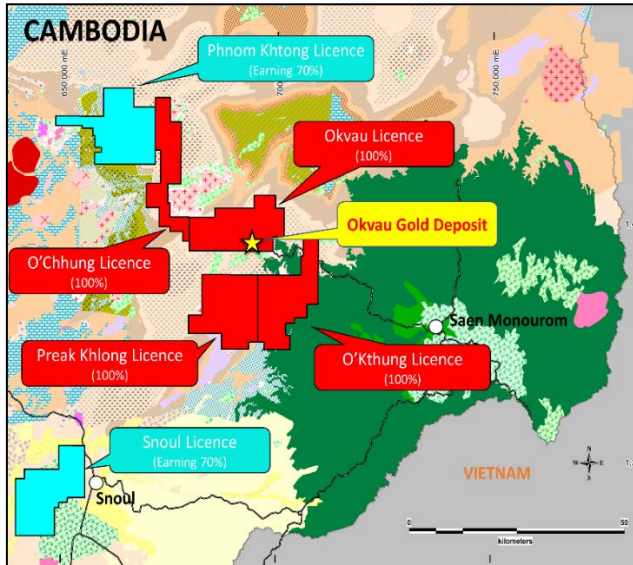 CAMBODIA
650,000 mE
700
750,000 mE
Phnom Khtong Licence
(Earning 70%)
Okvau Licence
(100%)
Okvau Gold Deposit
O'Chhung Licence
(100%)
Preak Khlong Licence
(100%)
O'Kthung Licence
(100%)
Saen Monourom
Snoul Licence
(Earning 70%)
Snoul
VIETNAM
N
W E
S
0 50
kilometers